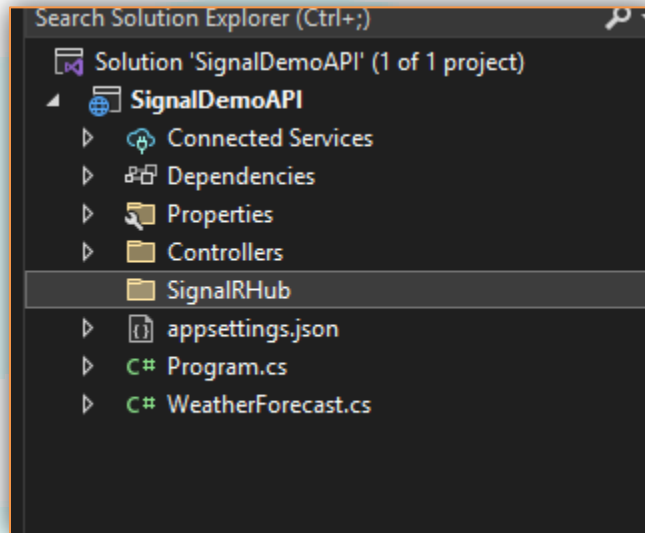 Search Solution Explorer (Ctrl+;)
Solution 'SignalDemoAPI' (1 of 1 project)
SignalDemoAPI
Connected Services
Dependencies
Properties
Controllers
SignalRHub
appsettings.json
C# Program.cs
C# WeatherForecast.cs